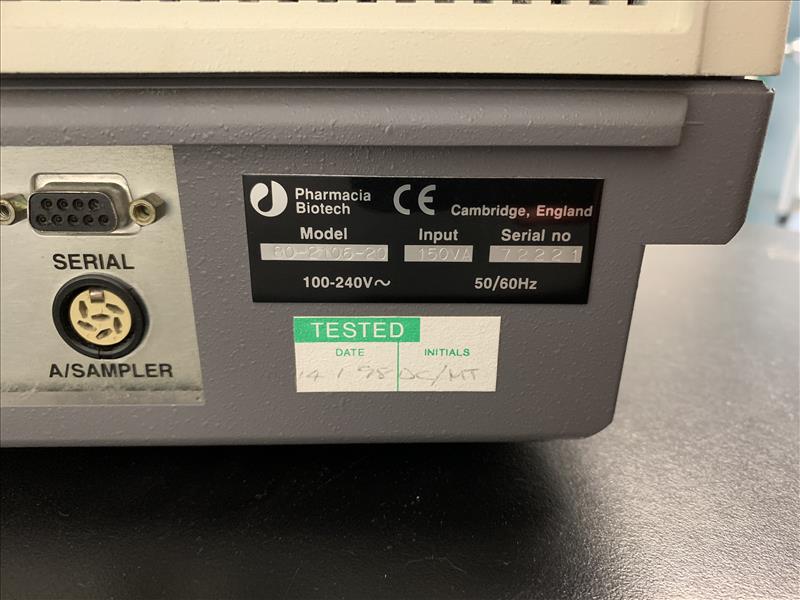 SERIAL
A/SAMPLER
Pharmacia
Biotech
CE
Cambridge, England
Model Input Serial no
80-2106-20 150VA 72221
100-240V~ 50/60Hz
TESTED
DATE INITIALS
14 1 98 DC/MT